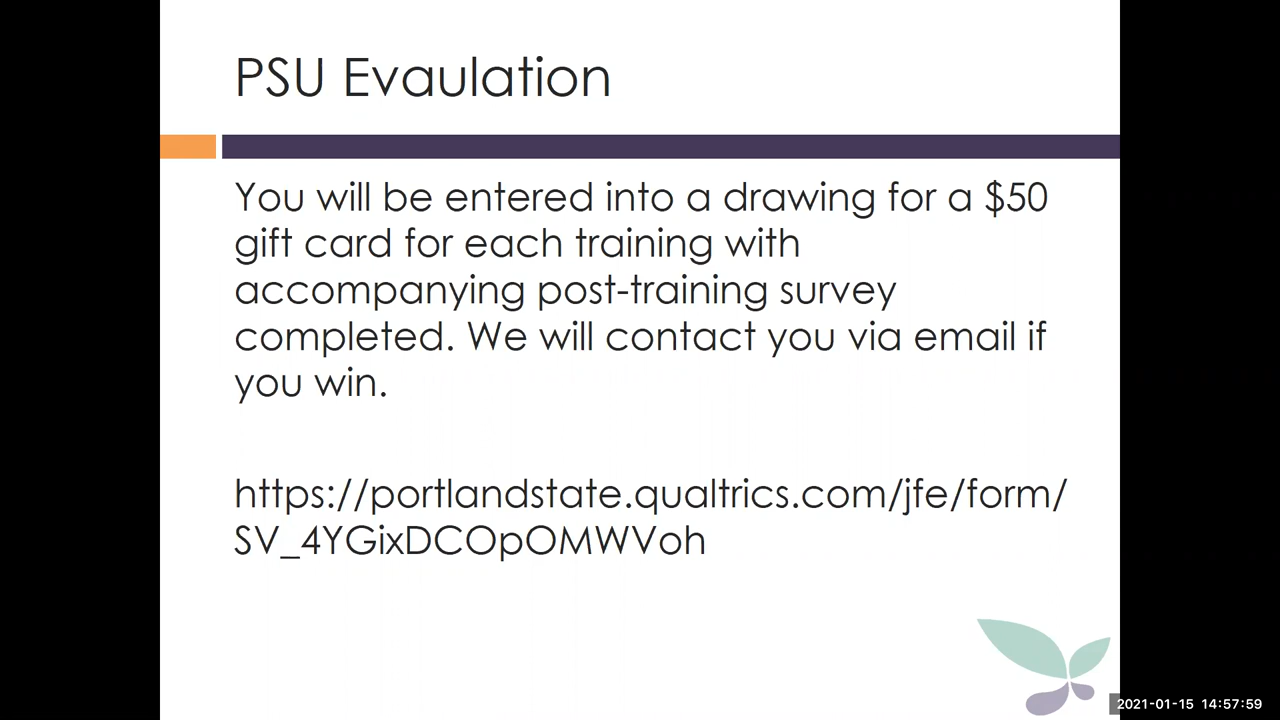 PSU Evaulation
You will be entered into a drawing for a $50
gift card for each training with
accompanying post-training survey
completed. We will contact you via email if
you win.
https://portlandstate.qualtrics.com/jfe/form/
SV_4YGixDCOpOMWVoh
2021-01-15 14:57:59